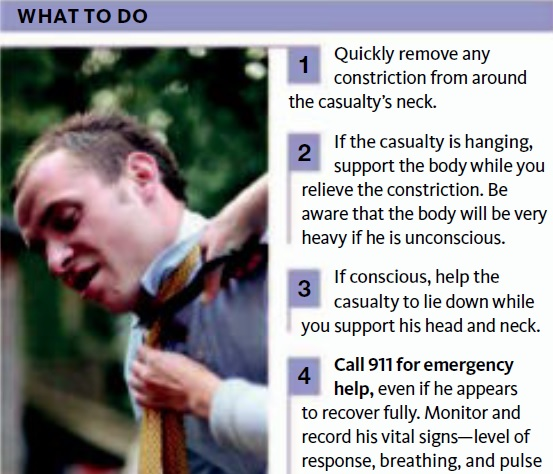 WHAT TO DO
1 Quickly remove any
constriction from around
the casualty's neck.
2 If the casualty is hanging,
support the body while you
relieve the constriction. Be
aware that the body will be very
heavy if he is unconscious.
3 If conscious, help the
casualty to lie down while
you support his head and neck.
4 Call 911 for emergency
help, even if he appears
to recover fully. Monitor and
record his vital signs—level of
response, breathing, and pulse